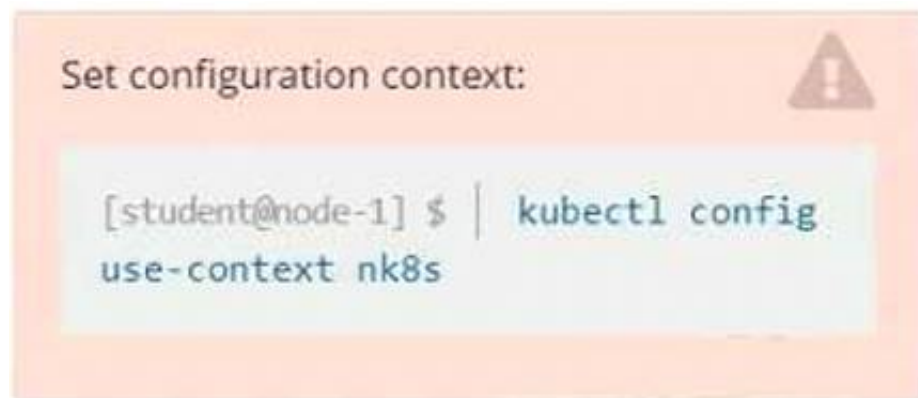 Set configuration context:
[student@node-1] $ | kubectl config
use-context nk8s